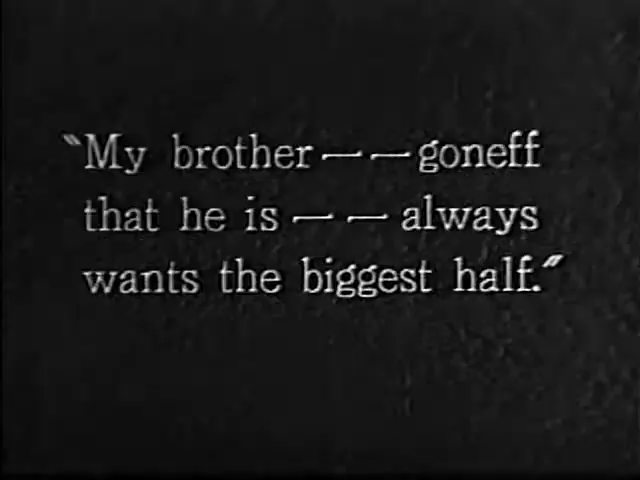 "My brother — — goneff
that he is — — always
wants the biggest half."